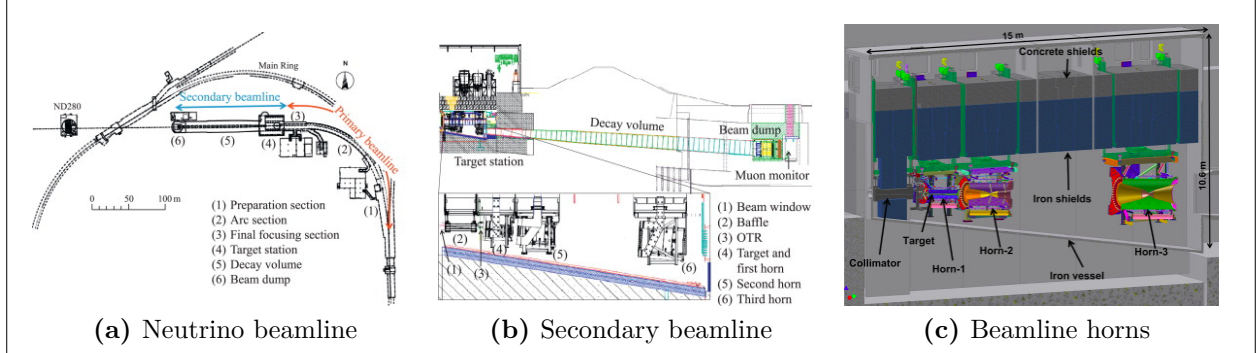 Main Ring
N
ND280
Secondary beamline
Primary beamline
(3)
(6)
(5)
(4)
(2)
(1)
0
50
100 m
(1) Preparation section
(2) Arc section
(3) Final focusing section
(4) Target station
(5) Decay volume
(6) Beam dump
(a) Neutrino beamline
Decay volume
Beam dump
Target station
Muon monitor
(1) Beam window
(2) Baffle
(3) OTR
(4) Target and
first horn
(5) Second horn
(6) Third horn
(2)
(4)
(5)
(6)
(1)
(3)
(b) Secondary beamline
15 m
Concrete shields
10.6 m
Iron shields
Target
Horn-2
Horn-3
Collimator
Horn-1
Iron vessel
(c) Beamline horns